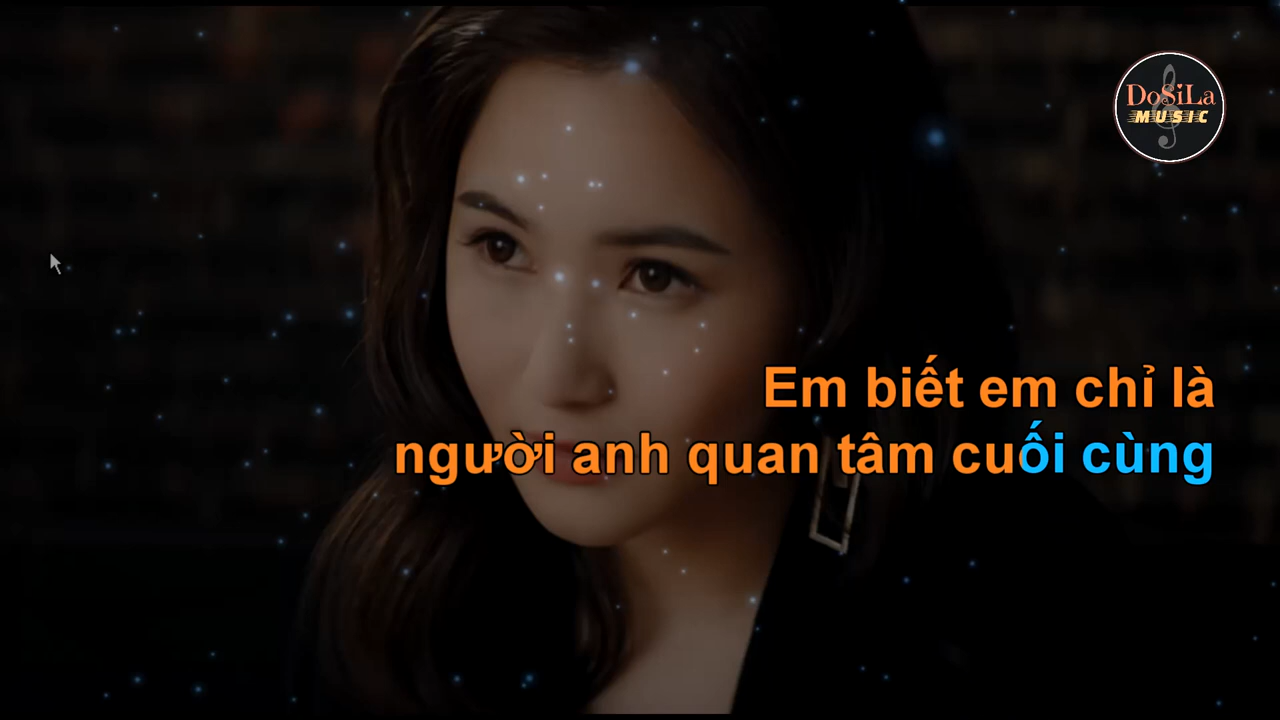 DoSiLa
MUSIC
Em biết em chỉ là
người anh quan tâm cuối cùng